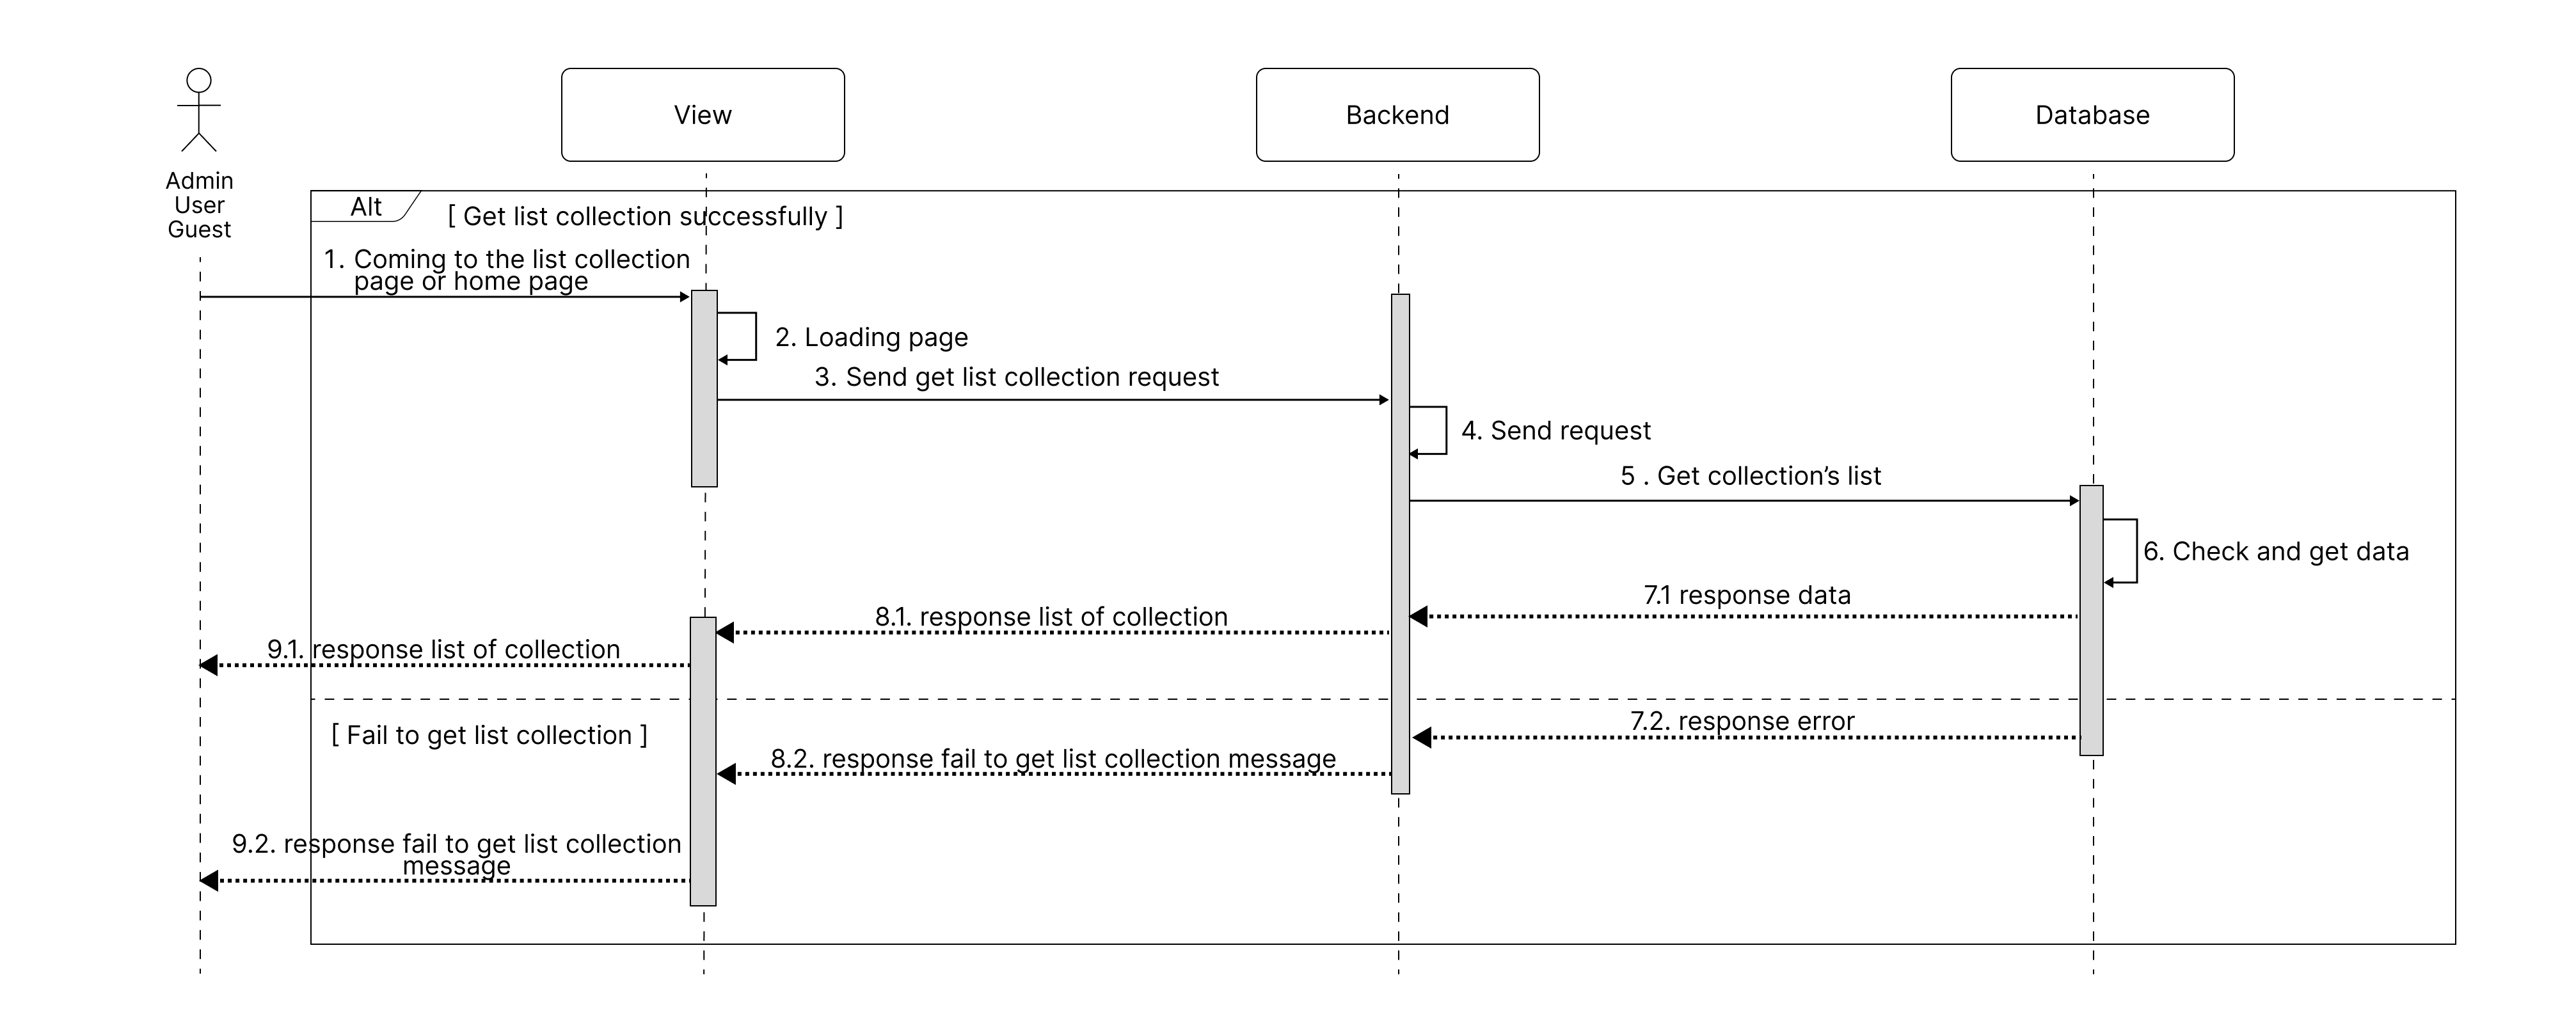 View
Backend
Database
Admin
User
Guest
Alt
[ Get list collection successfully ]
1. Coming to the list collection
page or home page
2. Loading page
3. Send get list collection request
4. Send request
5 . Get collection’s list
6. Check and get data
7.1 response data
8.1. response list of collection
9.1. response list of collection
[ Fail to get list collection ]
7.2. response error
8.2. response fail to get list collection message
9.2. response fail to get list collection
message